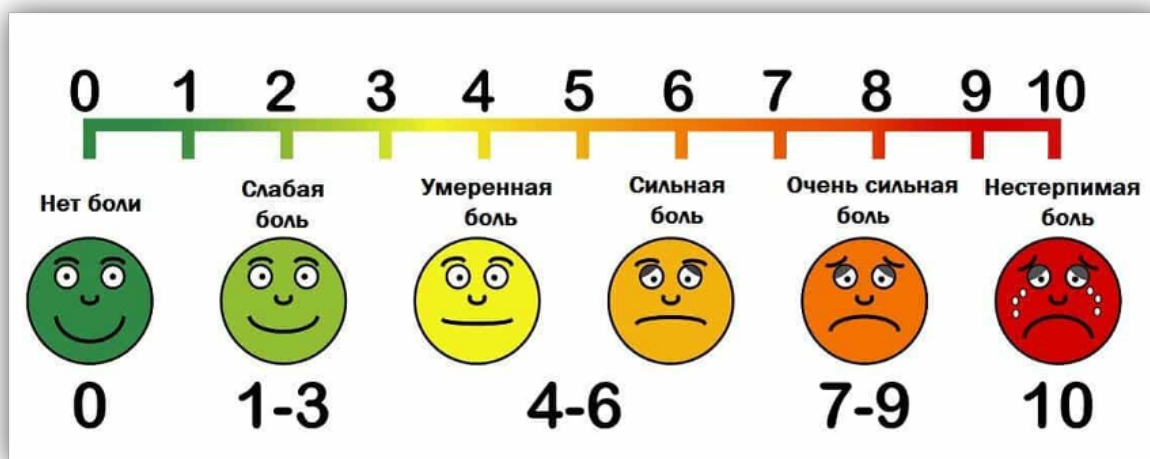 0 1 2 3 4 5 6 7 8 9 10
Нет боли
Слабая
боль
Умеренная
боль
Сильная
боль
Очень сильная
боль
Нестерпимая
боль
0 1-3 4-6 7-9 10